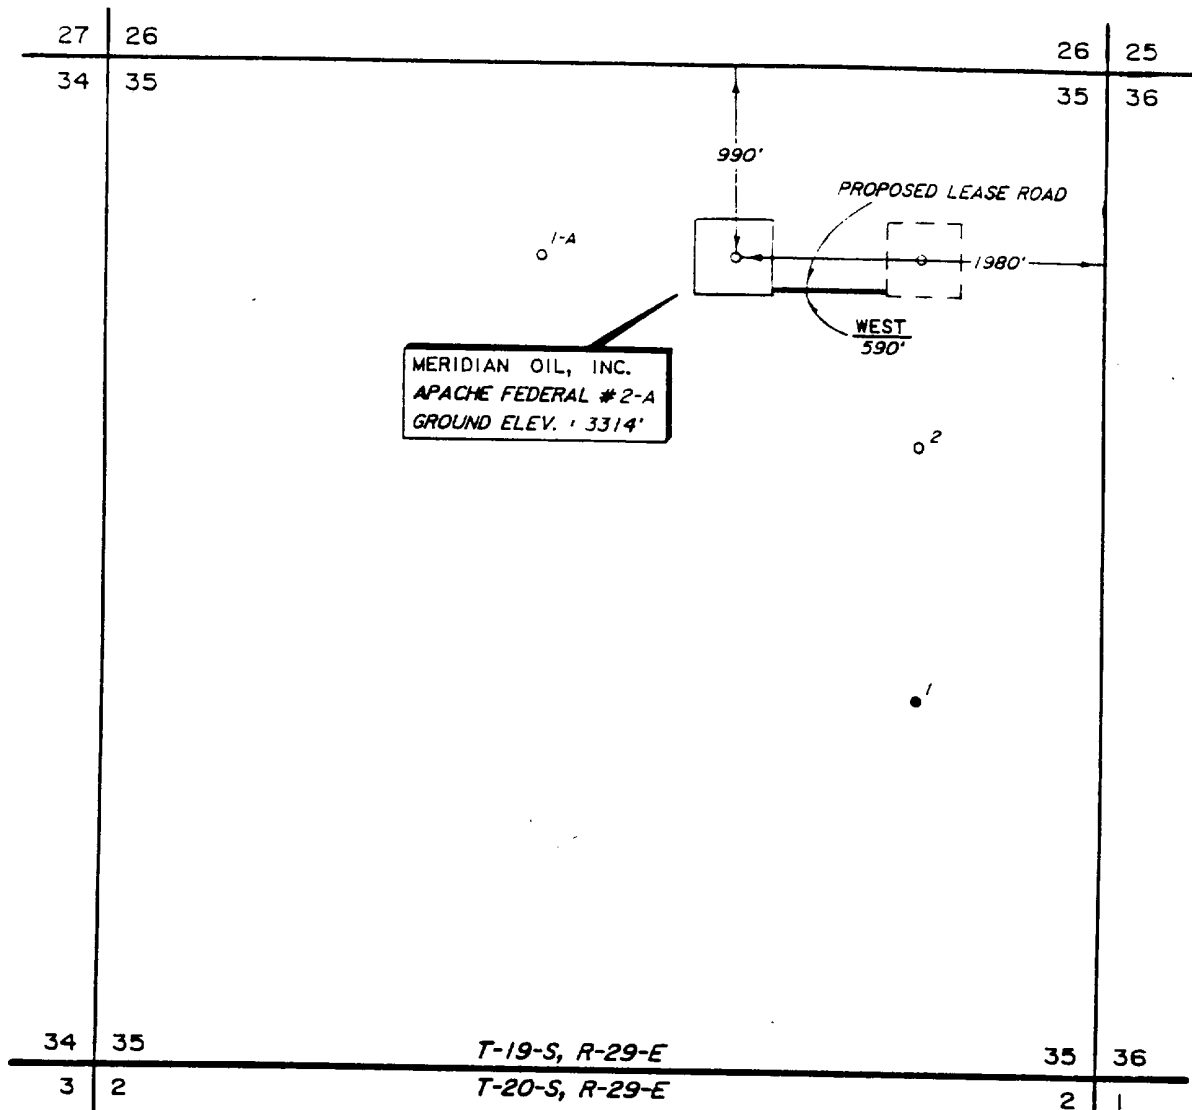 27 26
26 25
34 35
35 36
990'
PROPOSED LEASE ROAD
1-A
1980'
WEST
590'
MERIDIAN OIL, INC.
APACHE FEDERAL #2-A
GROUND ELEV. : 3314'
2
1
34 35
T-19-S, R-29-E
35 36
3 2
T-20-S, R-29-E
2 1